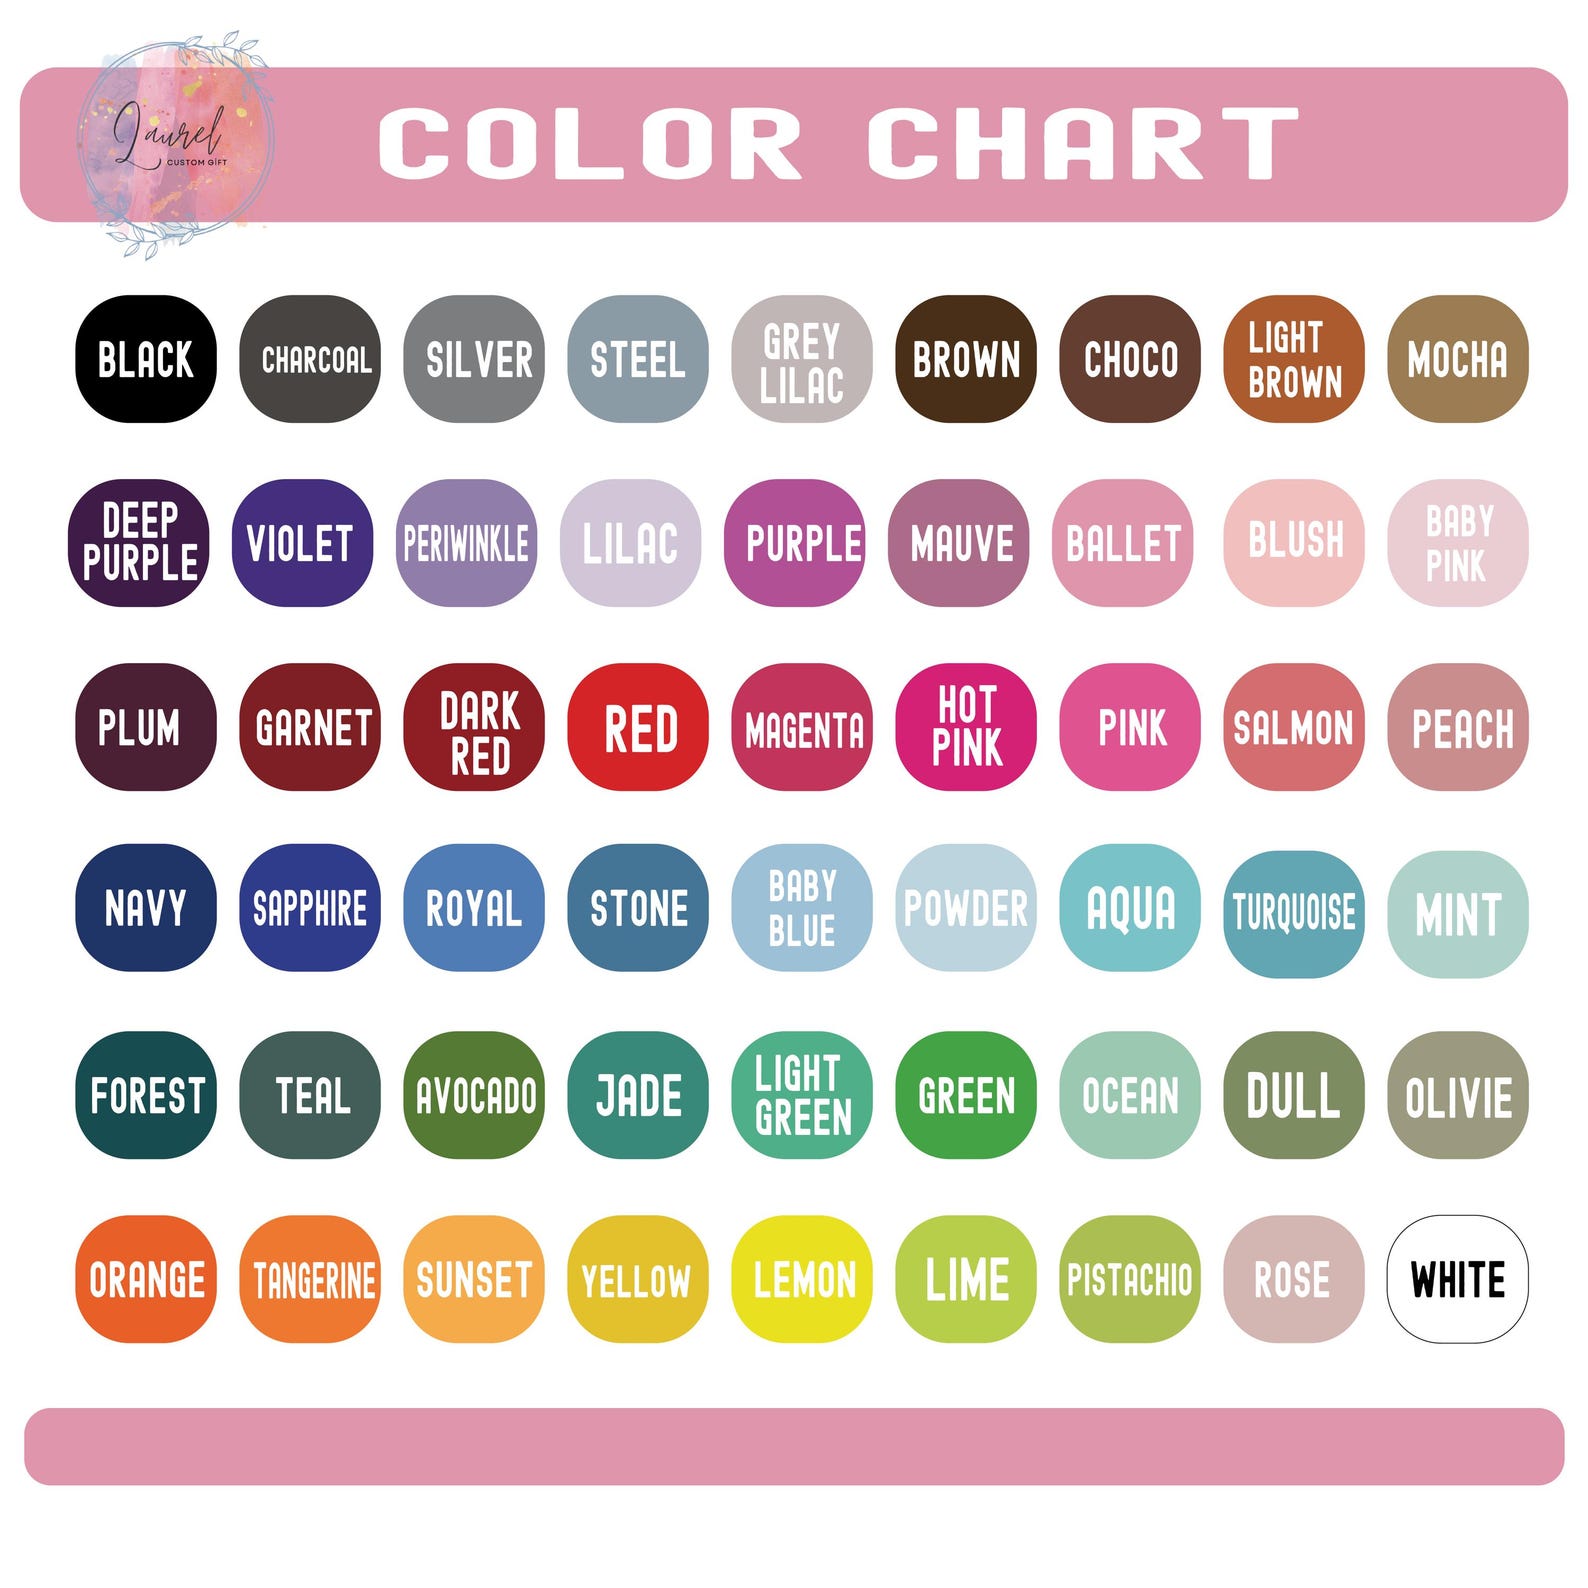 Laurel
CUSTOM GIFT
COLOR CHART
BLACK
CHARCOAL
SILVER
STEEL
GREY
LILAC
BROWN
CHOCO
LIGHT
BROWN
MOCHA
DEEP
PURPLE
VIOLET
PERIWINKLE
LILAC
PURPLE
MAUVE
BALLET
BLUSH
BABY
PINK
PLUM
GARNET
DARK
RED
RED
MAGENTA
HOT
PINK
PINK
SALMON
PEACH
NAVY
SAPPHIRE
ROYAL
STONE
BABY
BLUE
POWDER
AQUA
TURQUOISE
MINT
FOREST
TEAL
AVOCADO
JADE
LIGHT
GREEN
GREEN
OCEAN
DULL
OLIVIE
ORANGE
TANGERINE
SUNSET
YELLOW
LEMON
LIME
PISTACHIO
ROSE
WHITE